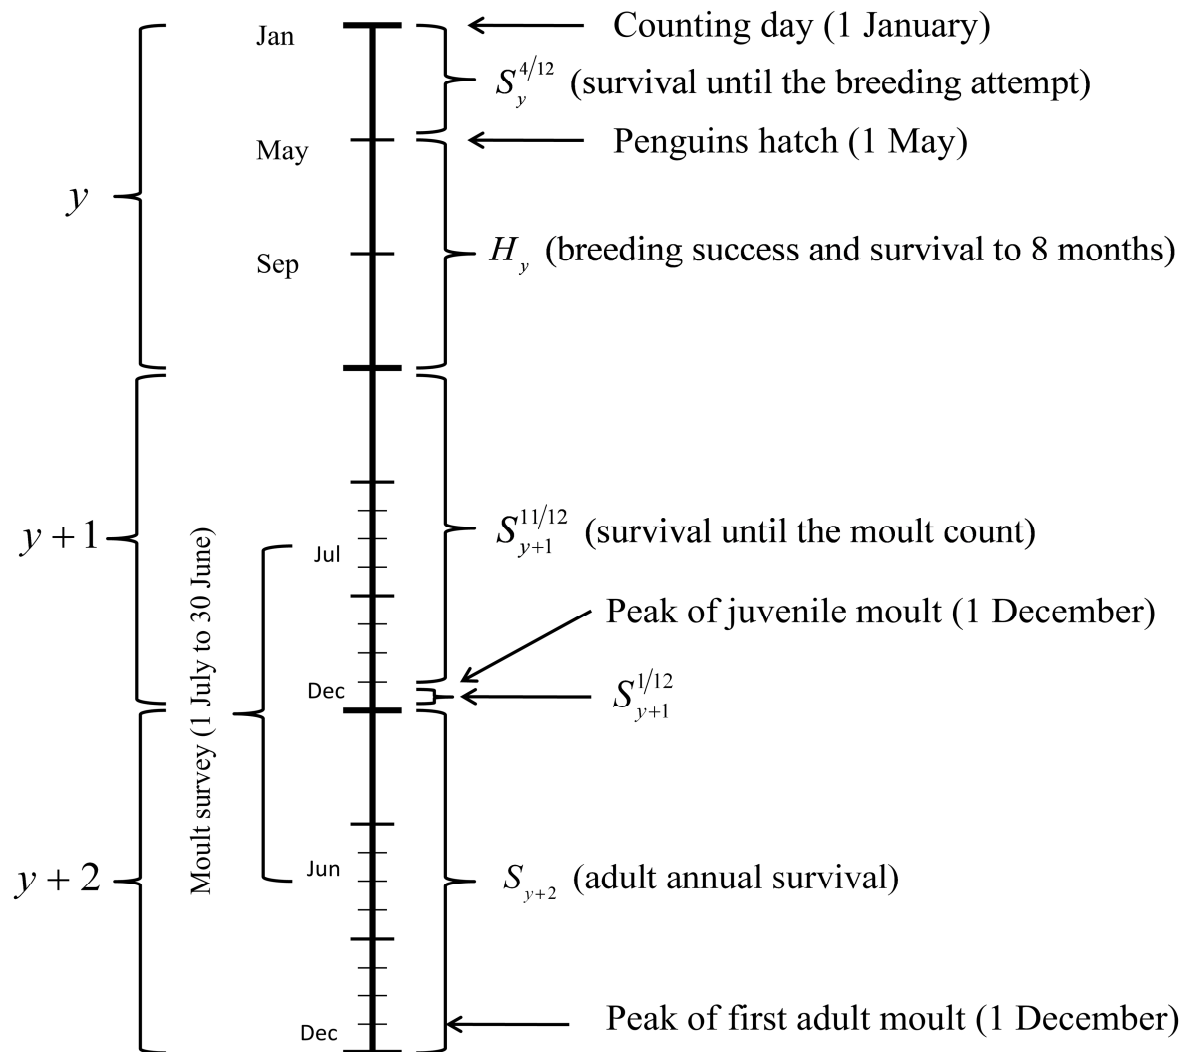 Jan
Counting day (1 January)
S_y^{4/12} (survival until the breeding attempt)
May
Penguins hatch (1 May)
y
H_y (breeding success and survival to 8 months)
Sep
y + 1
S_{y+1}^{11/12} (survival until the moult count)
Moult survey (1 July to 30 June)
Jul
Peak of juvenile moult (1 December)
Dec
S_{y+1}^{1/12}
y + 2
Jun
S_{y+2} (adult annual survival)
Peak of first adult moult (1 December)
Dec